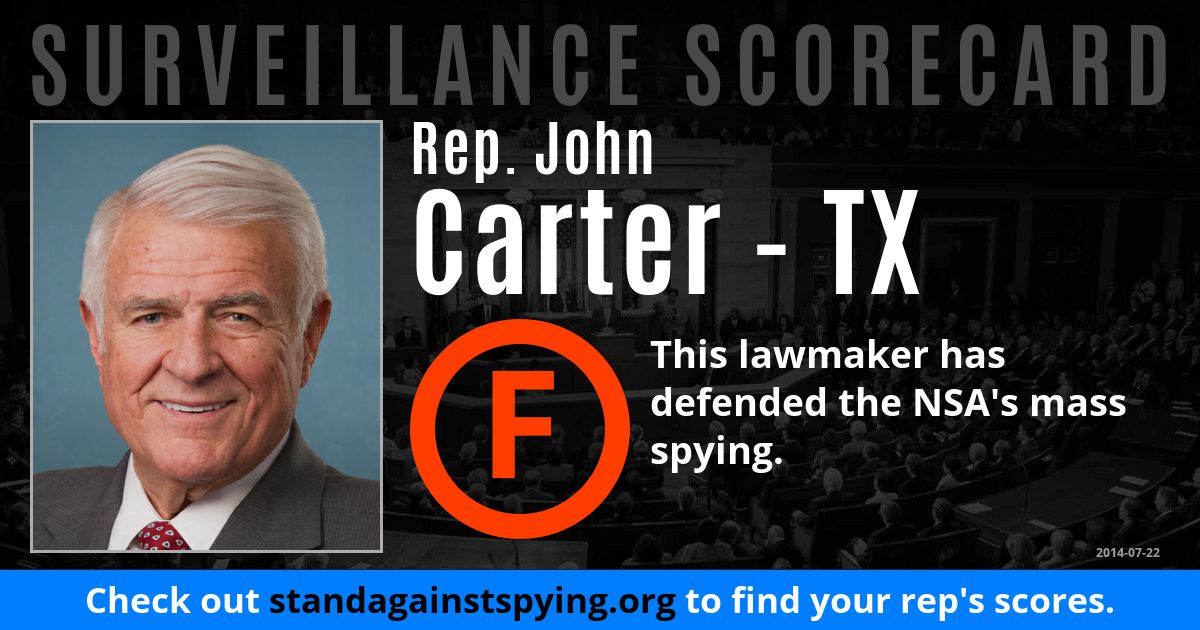 SURVEILLANCE SCORECARD
Rep. John
Carter - TX
F
This lawmaker has
defended the NSA's mass
spying.
2014-07-22
Check out standagainstspying.org to find your rep's scores.